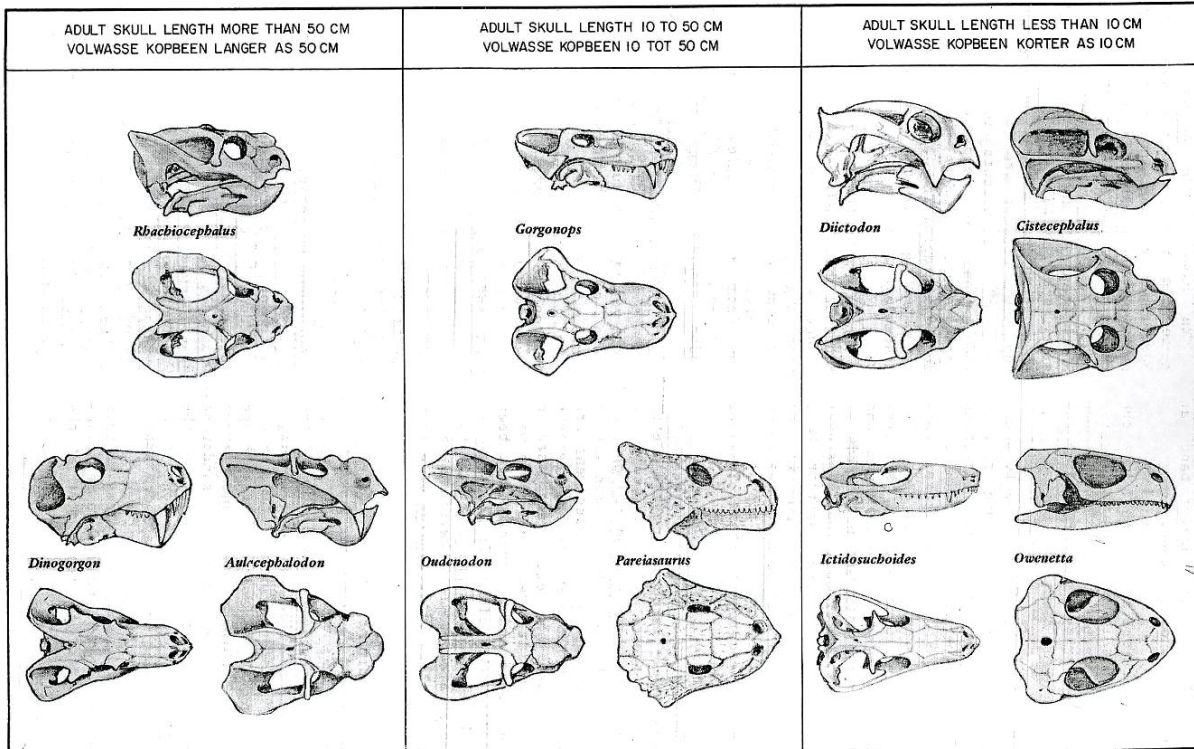 ADULT SKULL LENGTH MORE THAN 50 CM
VOLWASSE KOPBEEN LANGER AS 50 CM
ADULT SKULL LENGTH 10 TO 50 CM
VOLWASSE KOPBEEN 10 TOT 50 CM
ADULT SKULL LENGTH LESS THAN 10 CM
VOLWASSE KOPBEEN KORTER AS 10 CM
Rhachiocephalus
Gorgonops
Diictodon
Cistecephalus
Dinogorgon
Aulecephalodon
Oudenodon
Pareiasaurus
Ictidosuchoides
Owenetta